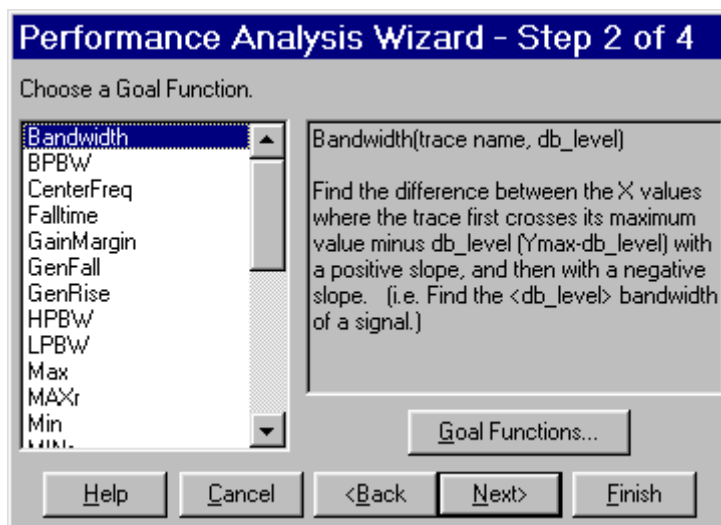 Performance Analysis Wizard - Step 2 of 4
Choose a Goal Function.
Bandwidth
BPBW
CenterFreq
Falltime
GainMargin
GenFall
GenRise
HPBW
LPBW
Max
MAXr
Min
Bandwidth(trace name, db_level)
Find the difference between the X values
where the trace first crosses its maximum
value minus db_level (Ymax-db_level) with
a positive slope, and then with a negative
slope.   (i.e. Find the <db_level> bandwidth
of a signal.)
Goal Functions...
Help
Cancel
<Back
Next>
Finish